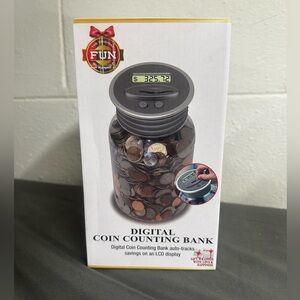 FUN
$ 325.72
DIGITAL
COIN COUNTING BANK
Digital Coin Counting Bank auto-tracks
savings on an LCD display